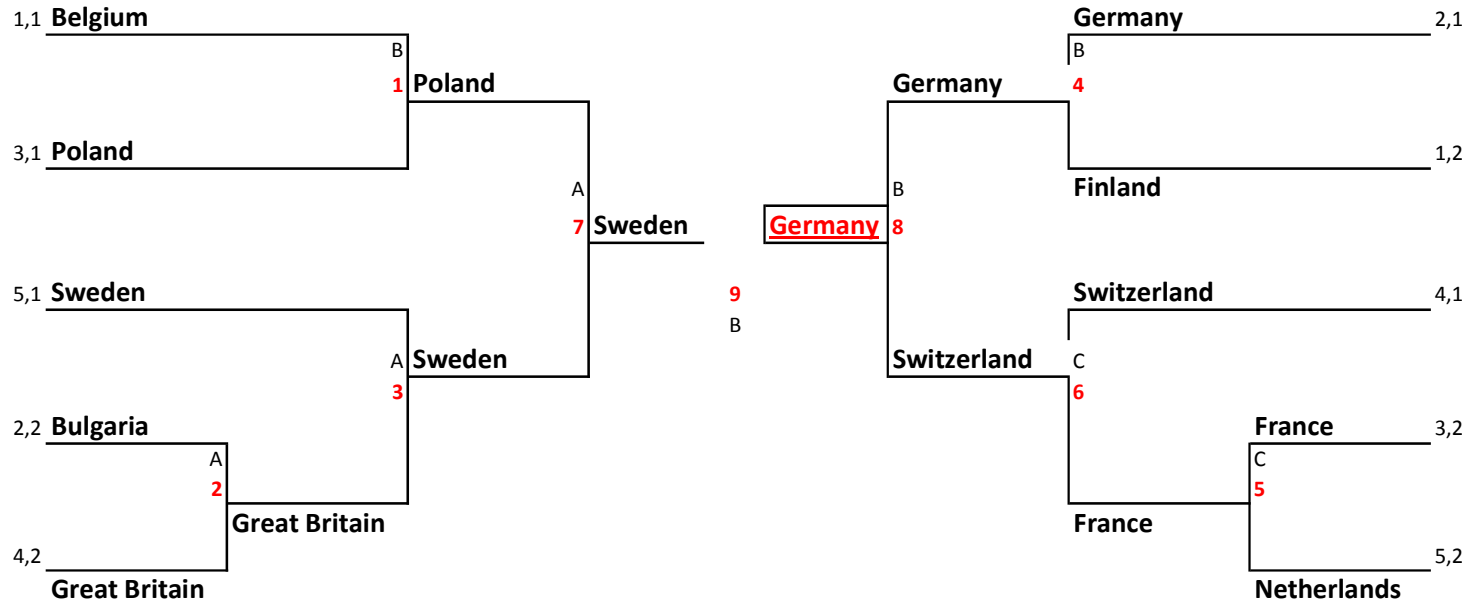 1,1 Belgium Germany 2,1
B B
1 Poland Germany 4
3,1 Poland 1,2
A B Finland
7 Sweden Germany 8
5,1 Sweden 9 Switzerland 4,1
B
A Sweden Switzerland C
3 6
2,2 Bulgaria France 3,2
A C
2 5
Great Britain France
4,2 5,2
Great Britain Netherlands